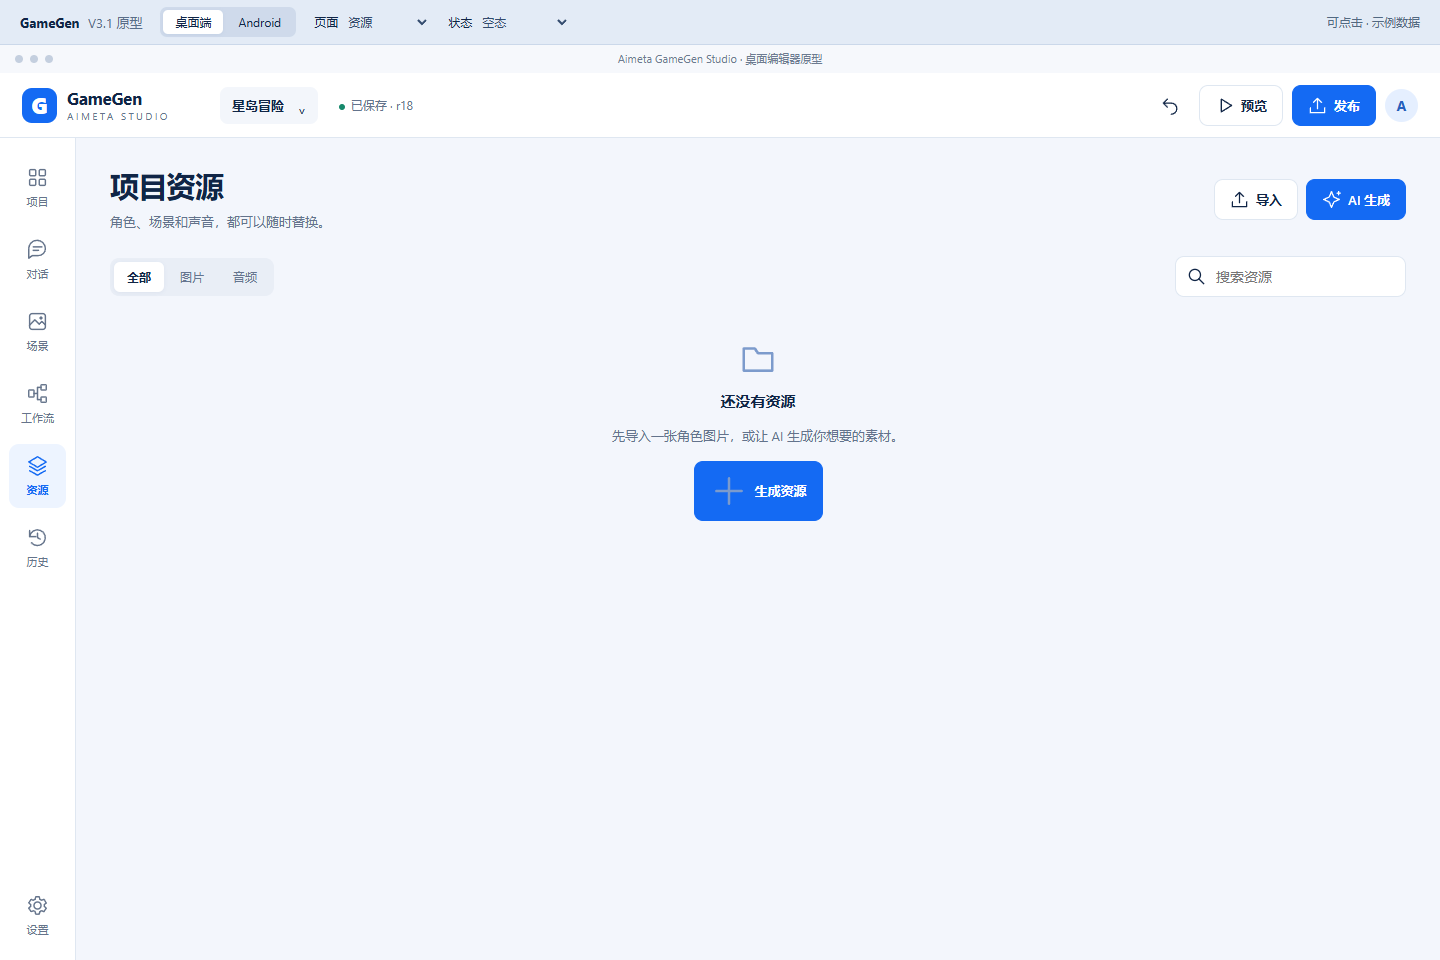 GameGen V3.1 原型 桌面端 Android 页面 资源 状态 空态 可点击 · 示例数据
Aimeta GameGen Studio · 桌面编辑器原型
G GameGen
AIMETA STUDIO
星岛冒险 已保存 · r18 预览 发布 A
项目
对话
场景
工作流
资源
历史
设置
项目资源
角色、场景和声音，都可以随时替换。
导入 AI 生成
全部 图片 音频 搜索资源
还没有资源
先导入一张角色图片，或让 AI 生成你想要的素材。
生成资源